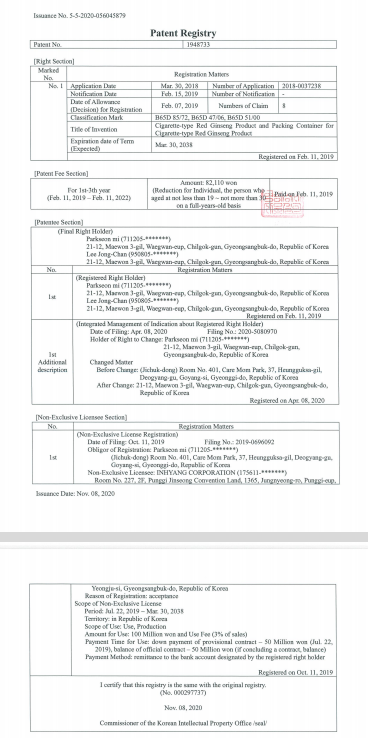 Issuance No. 5-5-2020-056045879
Patent Registry
Patent No. 1948733
[Right Section]
Marked No. Registration Matters
No. 1 Application Date Mar. 30, 2018 Number of Application 2018-0037238
Notification Date Feb. 15, 2019 Number of Notification -
Date of Allowance (Decision) for Registration Feb. 07, 2019 Numbers of Claim 8
Classification Mark B65D 85/72, B65D 47/06, B65D 51/00
Title of Invention Cigarette-type Red Ginseng Product and Packing Container for
Cigarette-type Red Ginseng Product
Expiration date of Term (Expected) Mar. 30, 2038
Registered on Feb. 11, 2019
[Patent Fee Section]
For 1st-3th year
(Feb. 11, 2019 – Feb. 11, 2022)
Amount: 82,110 won
(Reduction for Individual, the person who
aged at not less than 19 – not more than 30
on a full-years-old basis
Paid on Feb. 11, 2019
[Patentee Section]
(Final Right Holder)
Parkseon mi (711205-*******)
21-12, Maewon 3-gil, Waegwan-eup, Chilgok-gun, Gyeongsangbuk-do, Republic of Korea
Lee Jong-Chan (950805-*******)
21-12, Maewon 3-gil, Waegwan-eup, Chilgok-gun, Gyeongsangbuk-do, Republic of Korea
No. Registration Matters
(Registered Right Holder)
Parkseon mi (711205-*******)
1st 21-12, Maewon 3-gil, Waegwan-eup, Chilgok-gun, Gyeongsangbuk-do, Republic of Korea
Lee Jong-Chan (950805-*******)
21-12, Maewon 3-gil, Waegwan-eup, Chilgok-gun, Gyeongsangbuk-do, Republic of Korea
Registered on Feb. 11, 2019
(Integrated Management of Indication about Registered Right Holder)
Date of Filing: Apr. 08, 2020 Filing No.: 2020-5080970
Holder of Right to Change: Parkseon mi (711205-*******)
21-12, Maewon 3-gil, Waegwan-eup, Chilgok-gun,
1st Additional description Gyeongsangbuk-do, Republic of Korea
Changed Matter
Before Change: (Jichuk-dong) Room No. 401, Care Mom Park, 37, Heungguksa-gil,
Deogyang-gu, Goyang-si, Gyeonggi-do, Republic of Korea
After Change: 21-12, Maewon 3-gil, Waegwan-eup, Chilgok-gun, Gyeongsangbuk-do,
Republic of Korea
Registered on Apr. 08, 2020
[Non-Exclusive Licensee Section]
No. Registration Matters
(Non-Exclusive License Registration)
Date of Filing: Oct. 11, 2019 Filing No.: 2019-0696092
Obligor of Registration: Parkseon mi (711205-*******)
1st (Jichuk-dong) Room No. 401, Care Mom Park, 37, Heungguksa-gil, Deogyang-gu,
Goyang-si, Gyeonggi-do, Republic of Korea
Non-Exclusive Licensee: INHYANG CORPORATION (175611-*******)
Room No. 227, 2F, Punggi Jinseong Convention Land, 1365, Jungnyeong-ro, Punggi-eup,
Issuance Date: Nov. 08, 2020
Yeongju-si, Gyeongsangbuk-do, Republic of Korea
Reason of Registration: acceptance
Scope of Non-Exclusive License
Period: Jul. 22, 2019 – Mar. 30, 2038
Territory: in Republic of Korea
Scope of Use: Use, Production
Amount for Use: 100 Million won and Use Fee (3% of sales)
Payment Time for Use: down payment of provisional contract – 50 Million won (Jul. 22,
2019), balance of official contract – 50 Million won (if concluding a contract, balance)
Payment Method: remittance to the bank account designated by the registered right holder
Registered on Oct. 11, 2019
I certify that this registry is the same with the original registry.
(No. 000297737)
Nov. 08, 2020
Commissioner of the Korean Intellectual Property Office /seal/